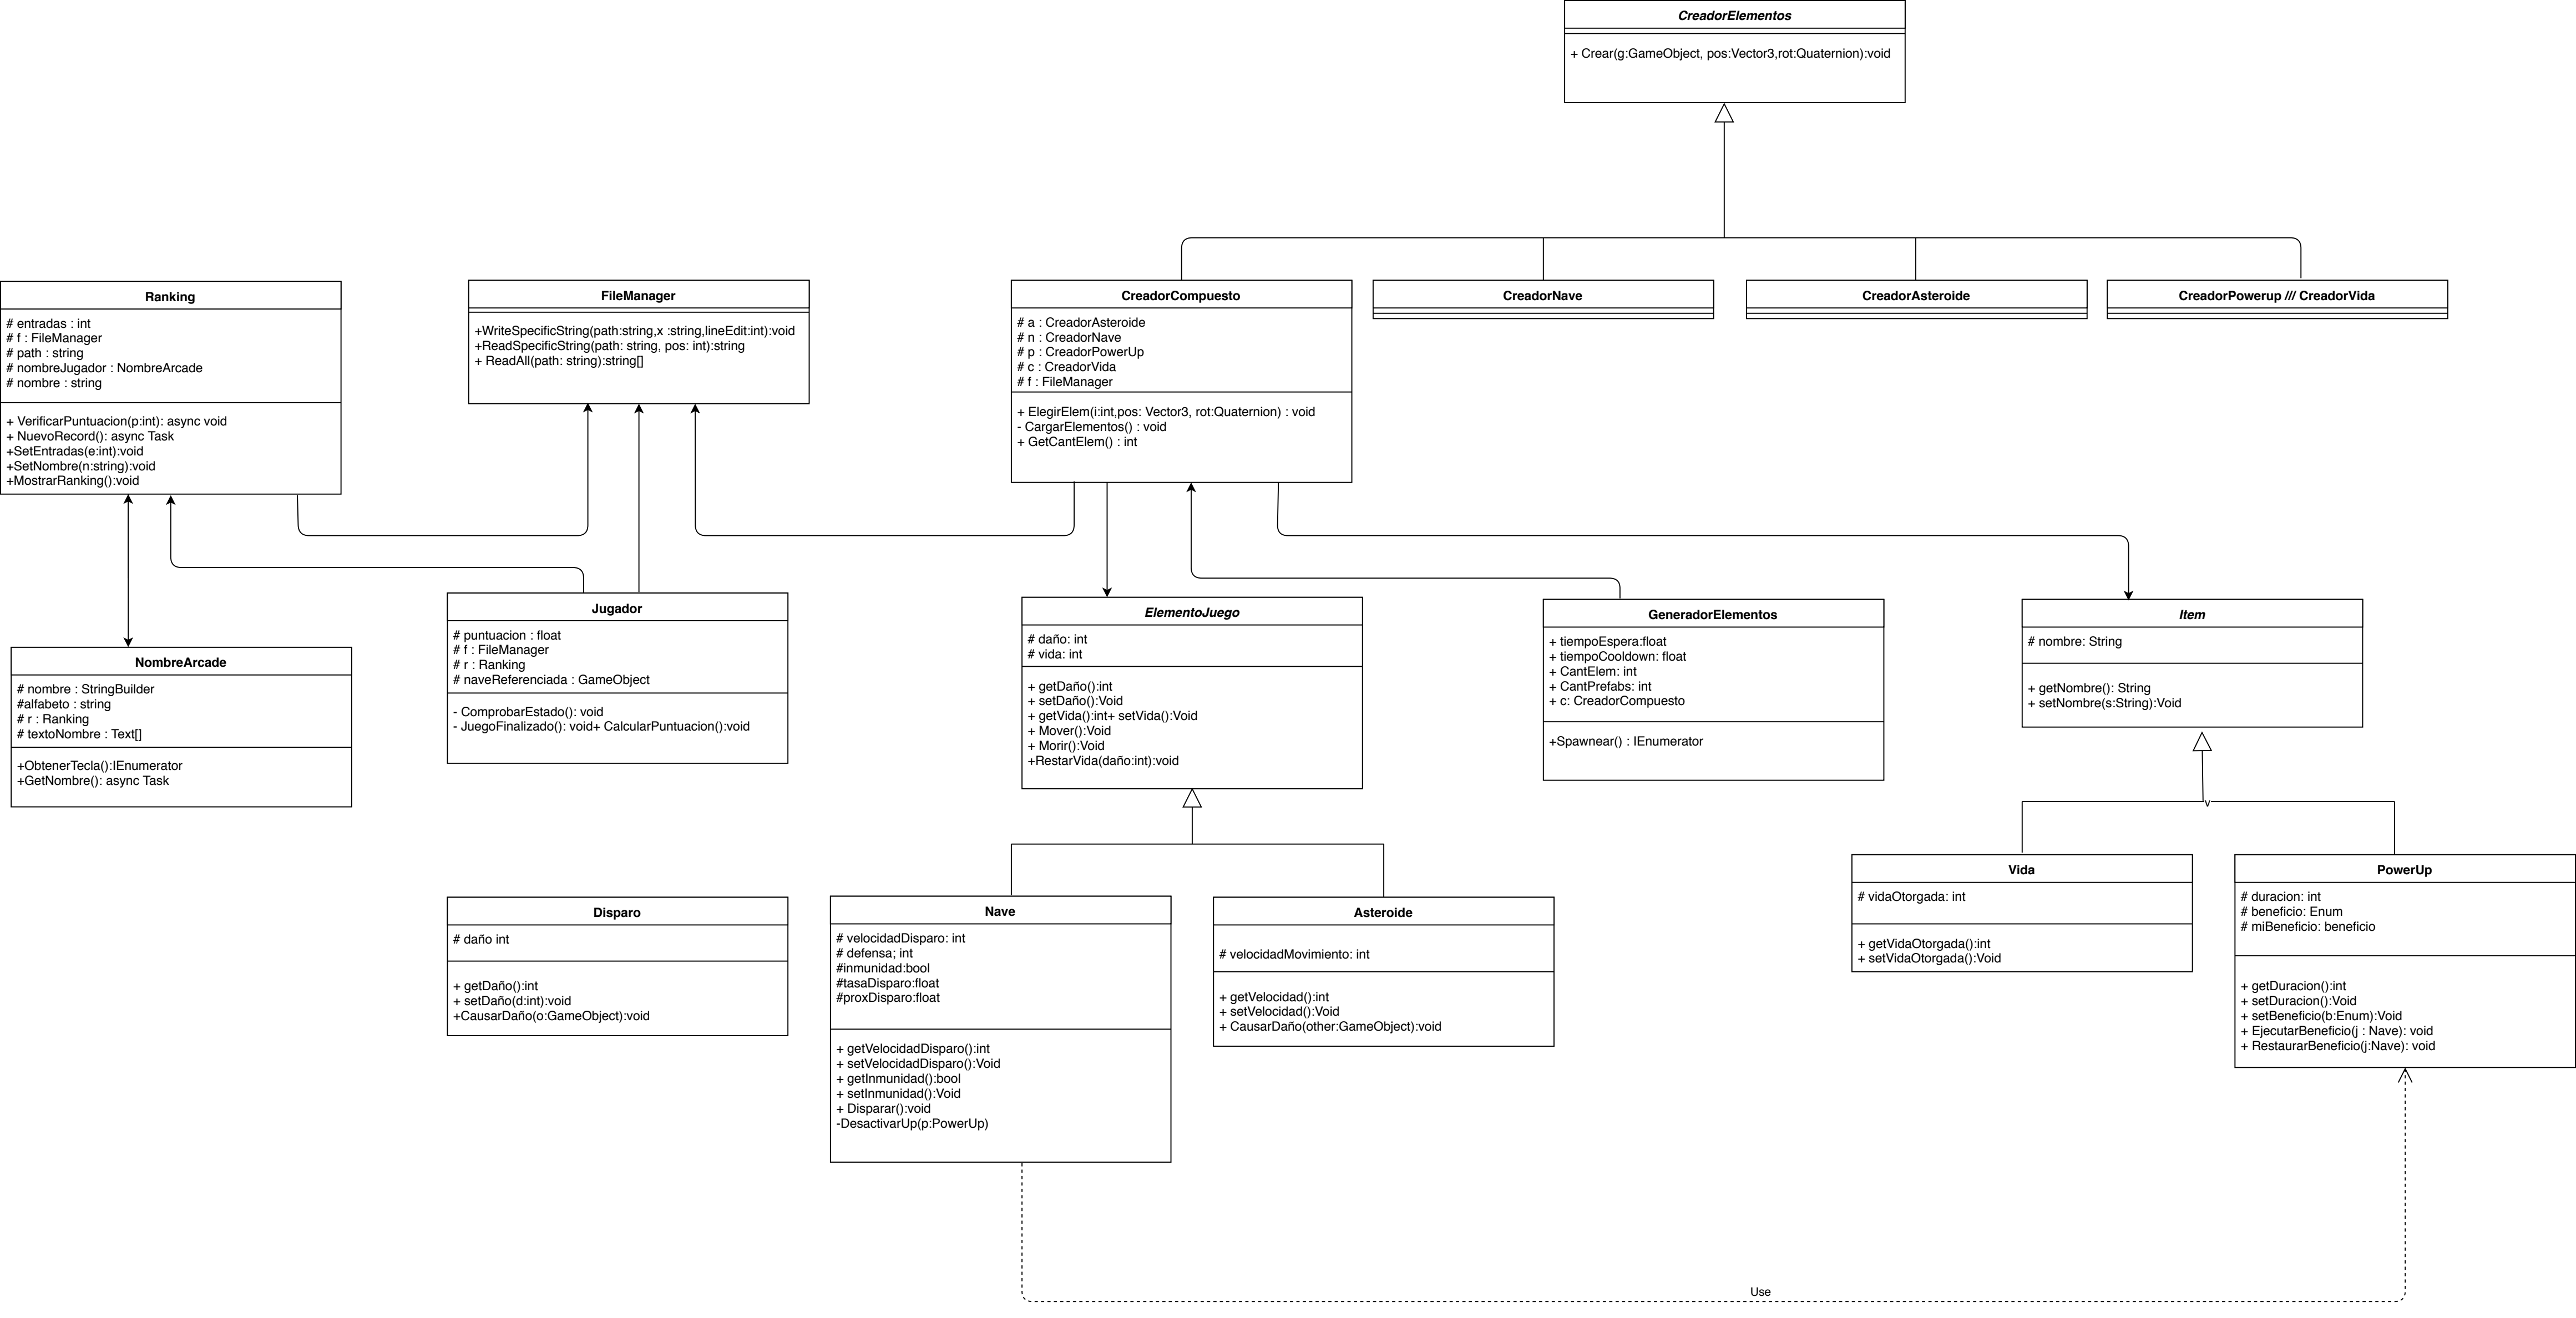 CreadorElementos
+ Crear(g:GameObject, pos:Vector3,rot:Quaternion):void
Ranking
# entradas : int
# f : FileManager
# path : string
# nombreJugador : NombreArcade
# nombre : string
+ VerificarPuntuacion(p:int): async void
+ NuevoRecord(): async Task
+SetEntradas(e:int):void
+SetNombre(n:string):void
+MostrarRanking():void
FileManager
+WriteSpecificString(path:string,x :string,lineEdit:int):void
+ReadSpecificString(path: string, pos: int):string
+ ReadAll(path: string):string[]
CreadorCompuesto
# a : CreadorAsteroide
# n : CreadorNave
# p : CreadorPowerUp
# c : CreadorVida
# f : FileManager
+ ElegirElem(i:int,pos: Vector3, rot:Quaternion) : void
- CargarElementos() : void
+ GetCantElem() : int
CreadorNave
CreadorAsteroide
CreadorPowerup /// CreadorVida
NombreArcade
# nombre : StringBuilder
#alfabeto : string
# r : Ranking
# textoNombre : Text[]
+ObtenerTecla():IEnumerator
+GetNombre(): async Task
Jugador
# puntuacion : float
# f : FileManager
# r : Ranking
# naveReferenciada : GameObject
- ComprobarEstado(): void
- JuegoFinalizado(): void+ CalcularPuntuacion():void
ElementoJuego
# daño: int
# vida: int
+ getDaño():int
+ setDaño():Void
+ getVida():int+ setVida():Void
+ Mover():Void
+ Morir():Void
+RestarVida(daño:int):void
GeneradorElementos
+ tiempoEspera:float
+ tiempoCooldown: float
+ CantElem: int
+ CantPrefabs: int
+ c: CreadorCompuesto
+Spawnear() : IEnumerator
Item
# nombre: String
+ getNombre(): String
+ setNombre(s:String):Void
v
Disparo
# daño int
+ getDaño():int
+ setDaño(d:int):void
+CausarDaño(o:GameObject):void
Nave
# velocidadDisparo: int
# defensa; int
#inmunidad:bool
#tasaDisparo:float
#proxDisparo:float
+ getVelocidadDisparo():int
+ setVelocidadDisparo():Void
+ getInmunidad():bool
+ setInmunidad():Void
+ Disparar():void
-DesactivarUp(p:PowerUp)
Asteroide
# velocidadMovimiento: int
+ getVelocidad():int
+ setVelocidad():Void
+ CausarDaño(other:GameObject):void
Vida
# vidaOtorgada: int
+ getVidaOtorgada():int
+ setVidaOtorgada():Void
PowerUp
# duracion: int
# beneficio: Enum
# miBeneficio: beneficio
+ getDuracion():int
+ setDuracion():Void
+ setBeneficio(b:Enum):Void
+ EjecutarBeneficio(j : Nave): void
+ RestaurarBeneficio(j:Nave): void
Use